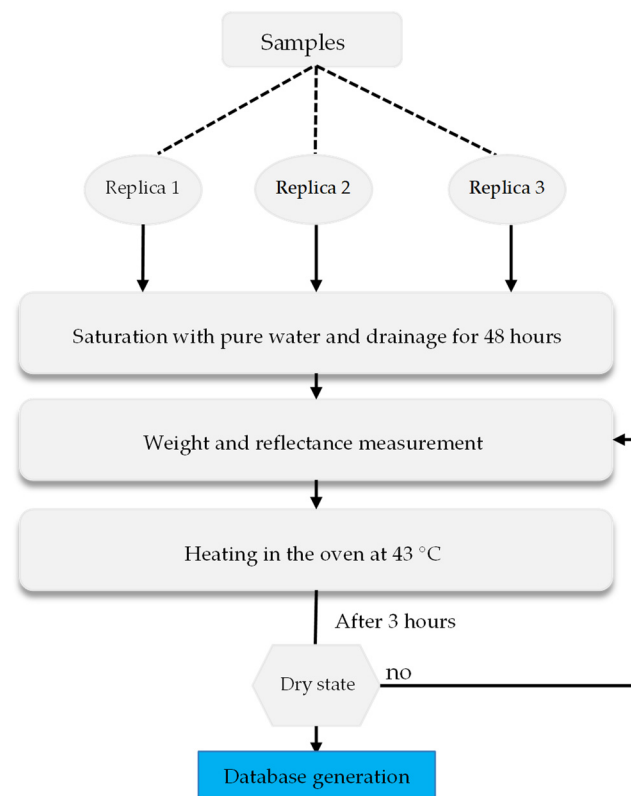 Samples
Replica 1
Replica 2
Replica 3
Saturation with pure water and drainage for 48 hours
Weight and reflectance measurement
Heating in the oven at 43 °C
After 3 hours
Dry state
no
Database generation